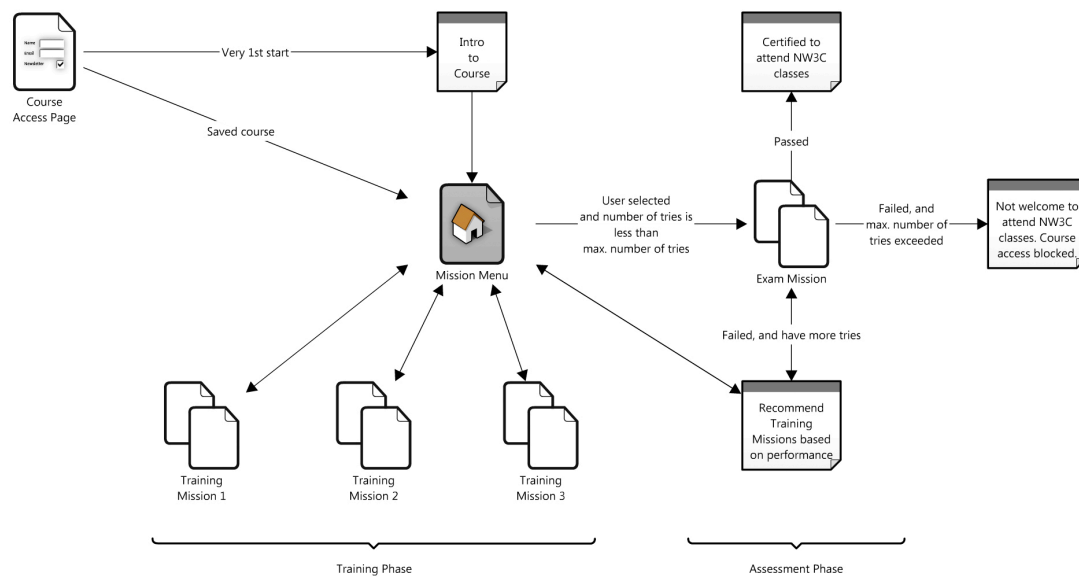 Name
email
Newsletter
Course
Access Page
Very 1st start
Intro
to
Course
Saved course
Certified to
attend NW3C
classes
Passed
User selected
and number of tries is
less than
max. number of tries
Failed, and
max. number of
tries exceeded
Not welcome to
attend NW3C
classes. Course
access blocked.
Mission Menu
Exam Mission
Failed, and have more tries
Recommend
Training
Missions based
on performance
Training
Mission 1
Training
Mission 2
Training
Mission 3
Training Phase
Assessment Phase